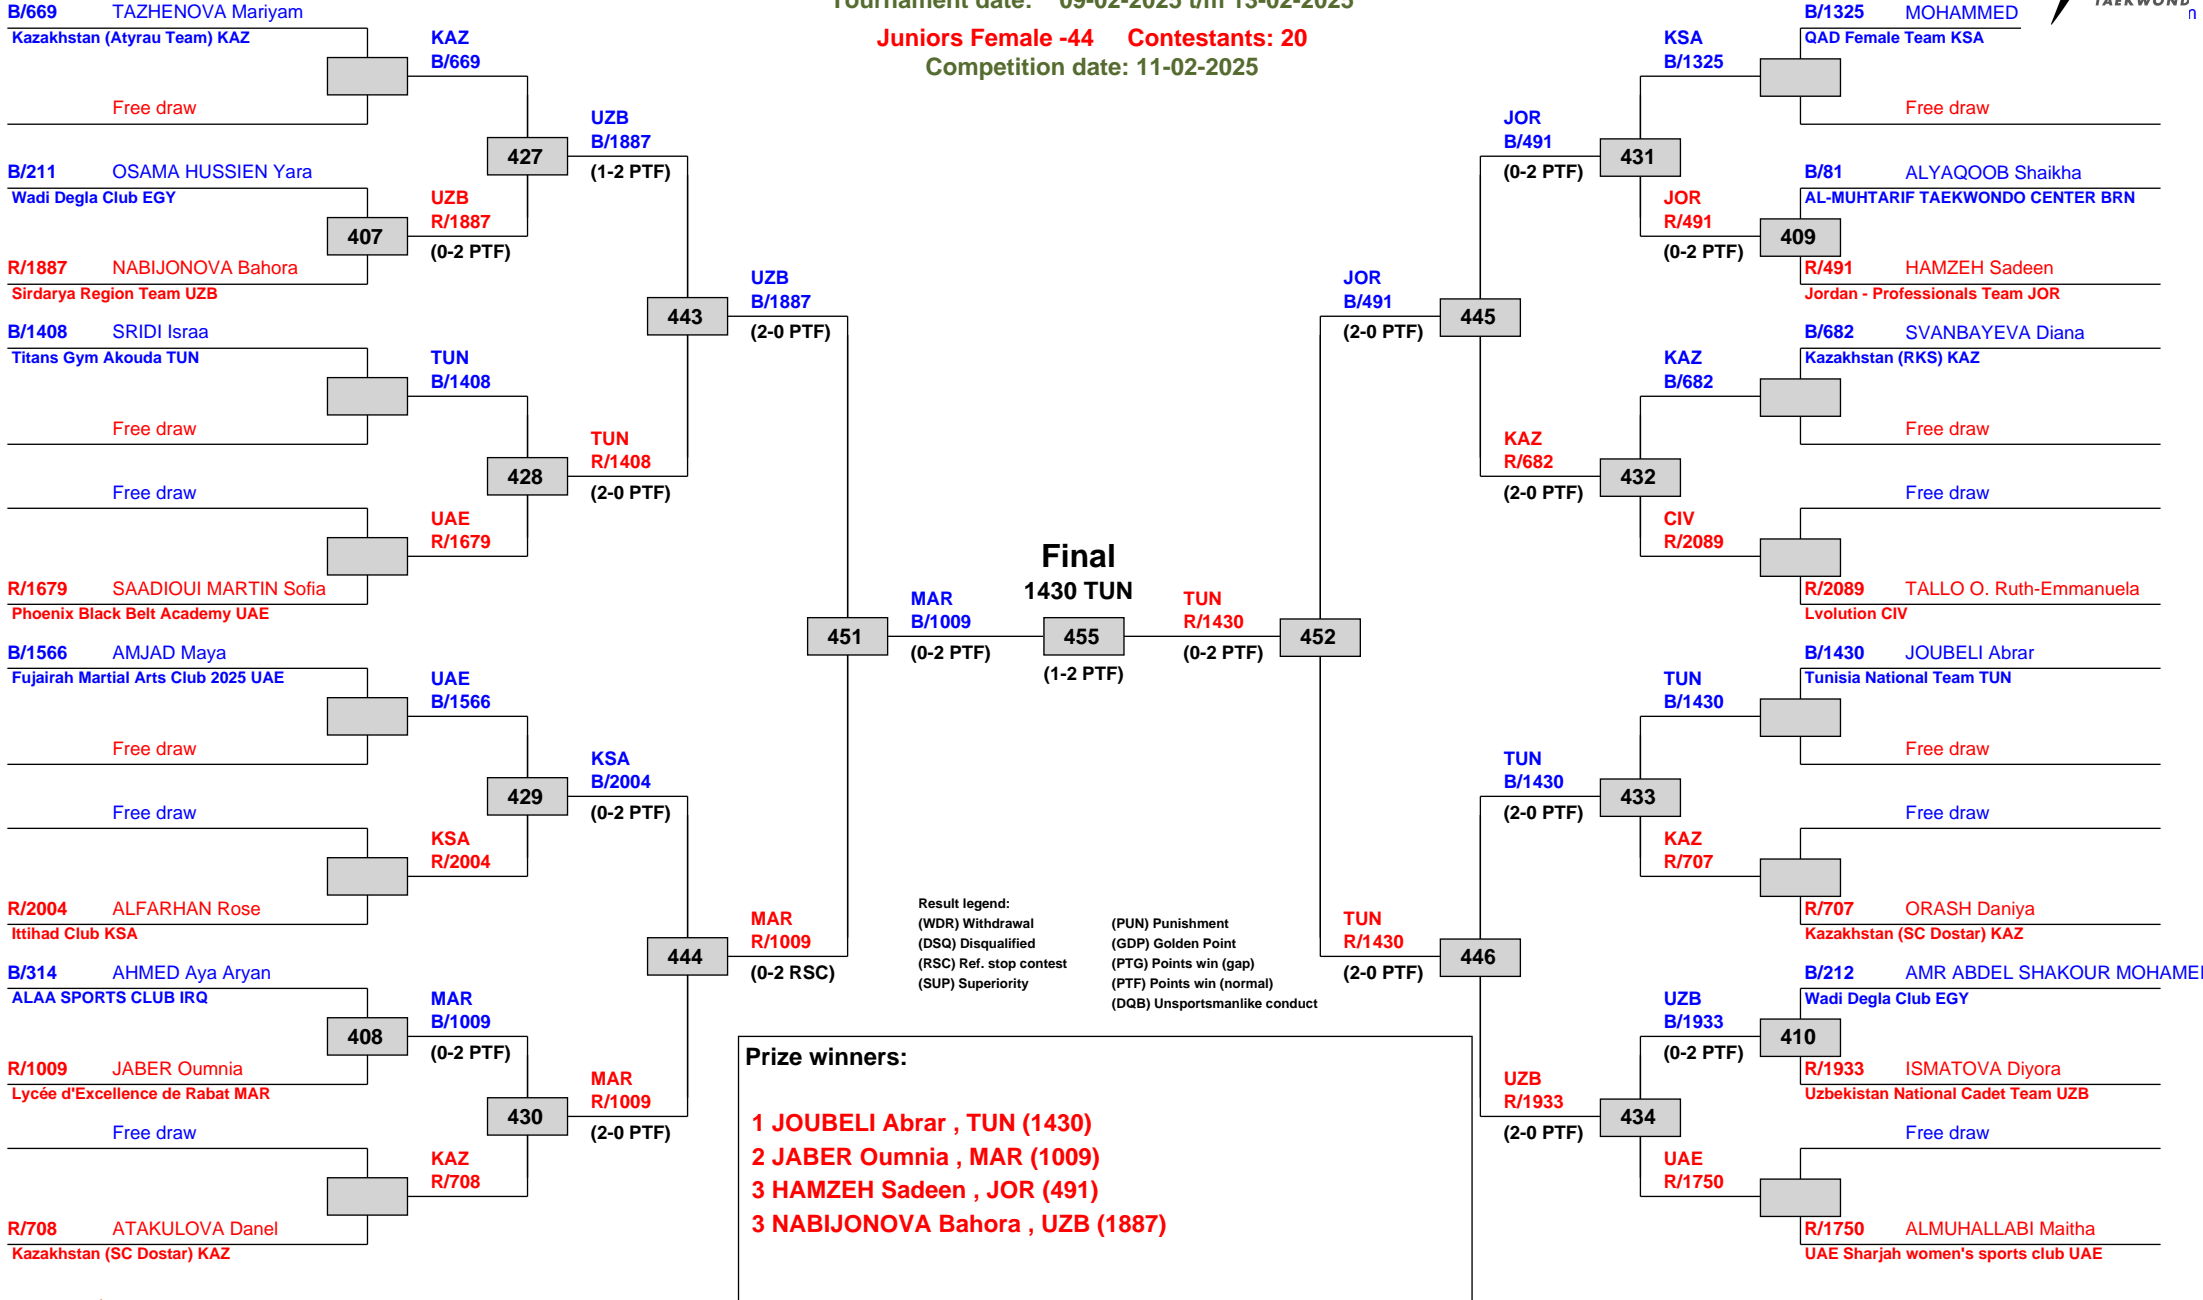 Tournament date: 09-02-2025 t/m 13-02-2025
Juniors Female -44 Contestants: 20
Competition date: 11-02-2025
TAEKWOND
B/669 TAZHENOVA Mariyam
Kazakhstan (Atyrau Team) KAZ
Free draw
B/211 OSAMA HUSSIEN Yara
Wadi Degla Club EGY
407
R/1887 NABIJONOVA Bahora
Sirdarya Region Team UZB
B/1408 SRIDI Israa
Titans Gym Akouda TUN
Free draw
Free draw
R/1679 SAADIOUI MARTIN Sofia
Phoenix Black Belt Academy UAE
B/1566 AMJAD Maya
Fujairah Martial Arts Club 2025 UAE
Free draw
Free draw
R/2004 ALFARHAN Rose
Ittihad Club KSA
B/314 AHMED Aya Aryan
ALAA SPORTS CLUB IRQ
408
R/1009 JABER Oumnia
Lycée d'Excellence de Rabat MAR
Free draw
R/708 ATAKULOVA Danel
Kazakhstan (SC Dostar) KAZ
KAZ
B/669
427
UZB
R/1887
(0-2 PTF)
TUN
B/1408
428
UAE
R/1679
UAE
B/1566
429
KSA
R/2004
MAR
B/1009
(0-2 PTF)
430
KAZ
R/708
UZB
B/1887
(1-2 PTF)
443
TUN
R/1408
(2-0 PTF)
KSA
B/2004
(0-2 PTF)
444
MAR
R/1009
(2-0 PTF)
UZB
B/1887
(2-0 PTF)
451
MAR
R/1009
(0-2 RSC)
MAR
B/1009
(0-2 PTF)
Final
1430 TUN
455
(1-2 PTF)
TUN
R/1430
(0-2 PTF)
452
JOR
B/491
(2-0 PTF)
445
TUN
R/1430
(2-0 PTF)
446
JOR
B/491
(0-2 PTF)
431
KAZ
R/682
(2-0 PTF)
432
TUN
B/1430
(2-0 PTF)
433
UZB
R/1933
(2-0 PTF)
434
KSA
B/1325
JOR
R/491
(0-2 PTF)
409
KAZ
B/682
CIV
R/2089
TUN
B/1430
KAZ
R/707
UZB
B/1933
(0-2 PTF)
410
UAE
R/1750
B/1325 MOHAMMED
QAD Female Team KSA
Free draw
B/81 ALYAQOOB Shaikha
AL-MUHTARIF TAEKWONDO CENTER BRN
R/491 HAMZEH Sadeen
Jordan - Professionals Team JOR
B/682 SVANBAYEVA Diana
Kazakhstan (RKS) KAZ
Free draw
Free draw
R/2089 TALLO O. Ruth-Emmanuela
Lvolution CIV
B/1430 JOUBELI Abrar
Tunisia National Team TUN
Free draw
Free draw
R/707 ORASH Daniya
Kazakhstan (SC Dostar) KAZ
B/212 AMR ABDEL SHAKOUR MOHAMED
Wadi Degla Club EGY
R/1933 ISMATOVA Diyora
Uzbekistan National Cadet Team UZB
Free draw
R/1750 ALMUHALLABI Maitha
UAE Sharjah women's sports club UAE
Result legend:
(WDR) Withdrawal (PUN) Punishment
(DSQ) Disqualified (GDP) Golden Point
(RSC) Ref. stop contest (PTG) Points win (gap)
(SUP) Superiority (PTF) Points win (normal)
(DQB) Unsportsmanlike conduct
Prize winners:
1 JOUBELI Abrar , TUN (1430)
2 JABER Oumnia , MAR (1009)
3 HAMZEH Sadeen , JOR (491)
3 NABIJONOVA Bahora , UZB (1887)